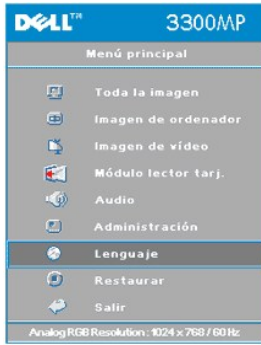 DELL™ 3300MP
Menú principal
Toda la imagen
Imagen de ordenador
Imagen de vídeo
Módulo lector tarj.
Audio
Administración
Lenguaje
Restaurar
Salir
Analog RGB Resolution : 1024 x 768 / 60 Hz